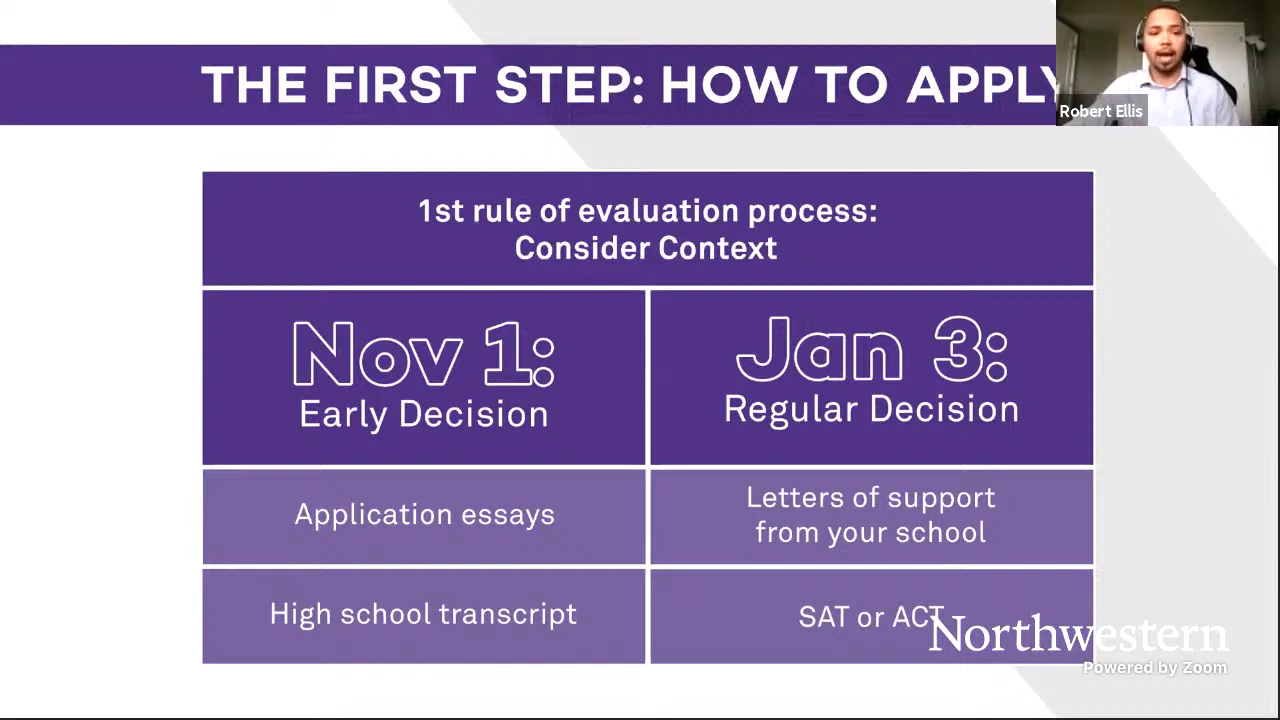 THE FIRST STEP: HOW TO APPLY
Robert Ellis
1st rule of evaluation process:
Consider Context
Nov 1:
Early Decision
Jan 3:
Regular Decision
Application essays
Letters of support
from your school
High school transcript
SAT or ACT
Northwestern
Powered by Zoom